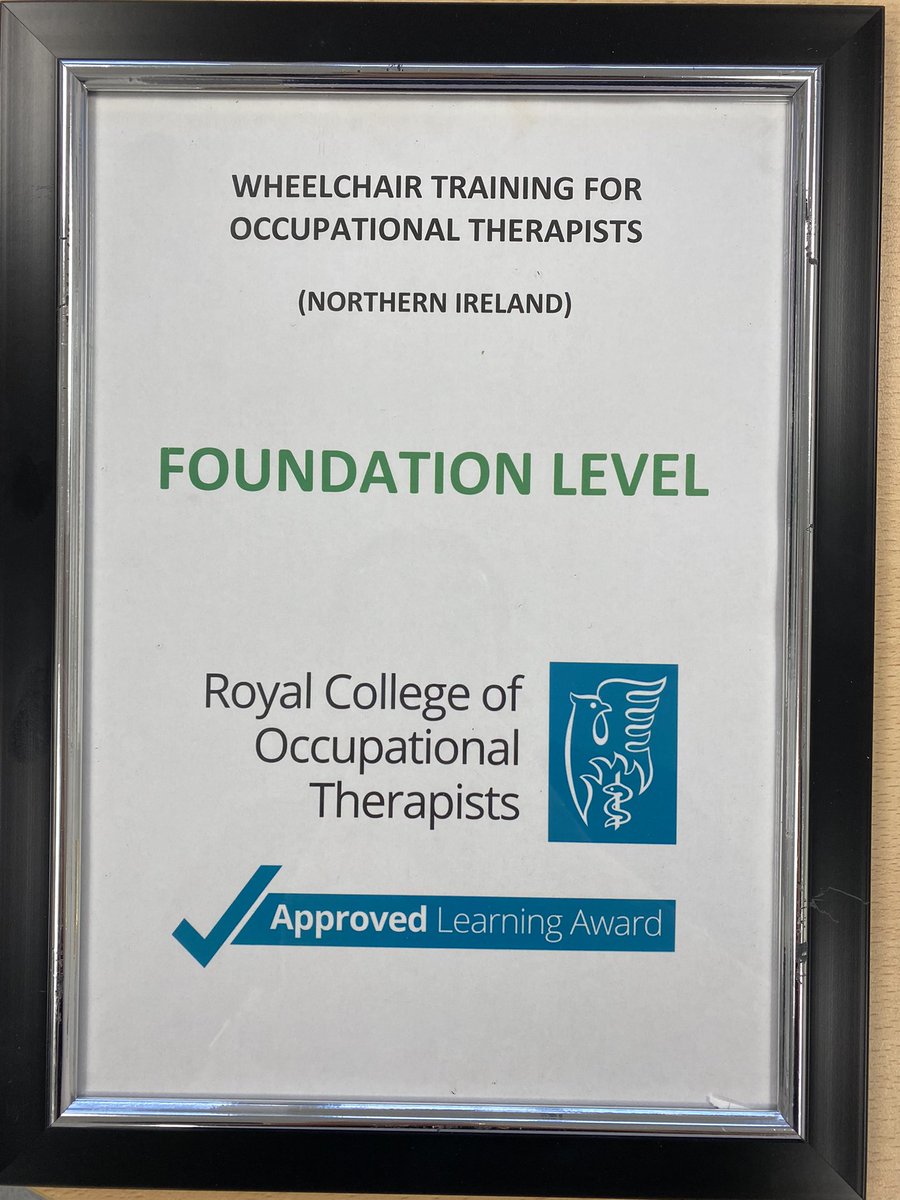 WHEELCHAIR TRAINING FOR
OCCUPATIONAL THERAPISTS
(NORTHERN IRELAND)
FOUNDATION LEVEL
Royal College of
Occupational
Therapists
Approved Learning Award